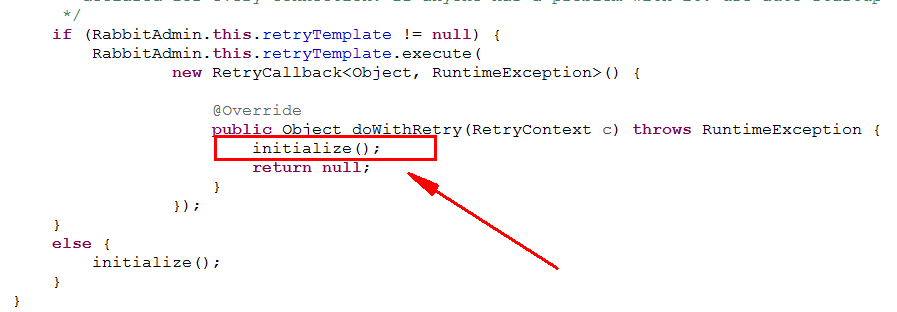 */
if (RabbitAdmin.this.retryTemplate != null) {
RabbitAdmin.this.retryTemplate.execute(
new RetryCallback<Object, RuntimeException>() {
@Override
public Object doWithRetry(RetryContext c) throws RuntimeException {
initialize();
return null;
}
});
}
else {
initialize();
}
}